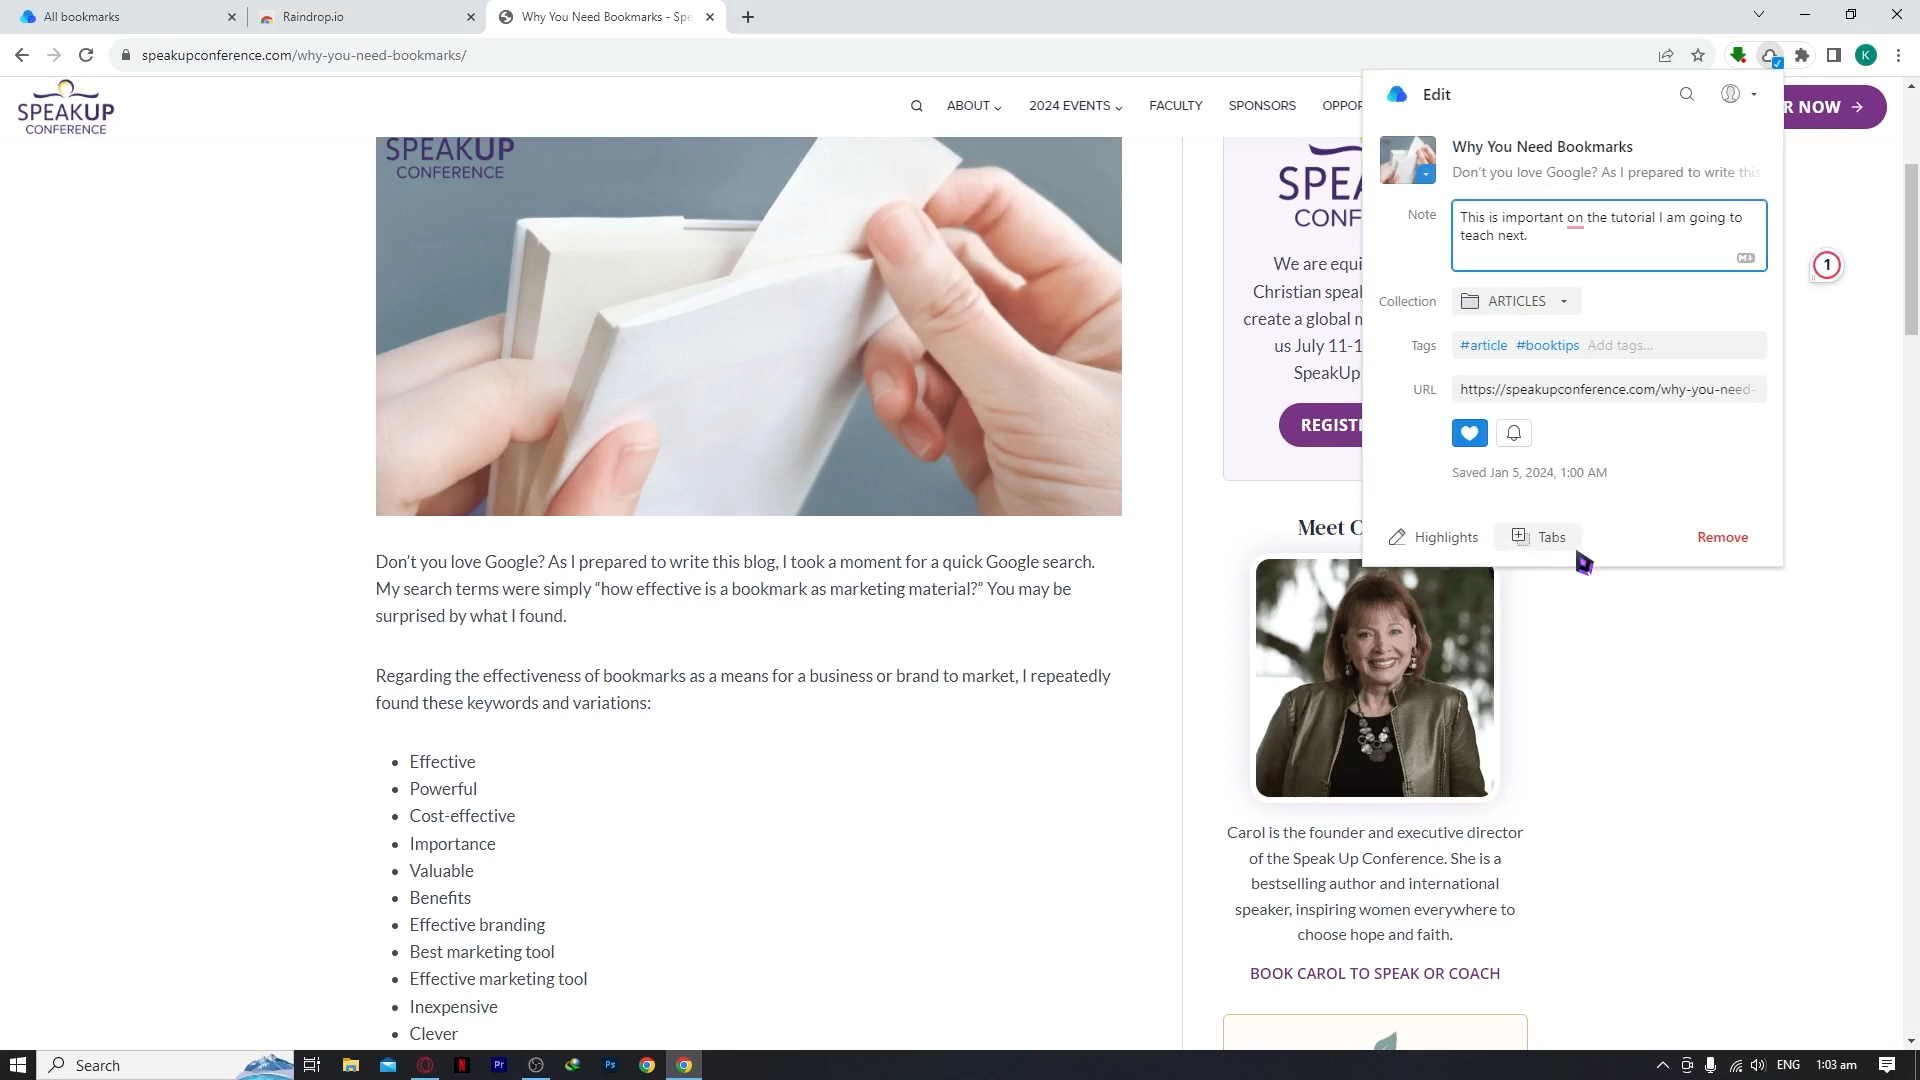 All bookmarks
Raindrop.io
Why You Need Bookmarks - Spe
speakupconference.com/why-you-need-bookmarks/
K
SPEAKUP
CONFERENCE
ABOUT
2024 EVENTS
FACULTY
SPONSORS
OPPOR
R NOW →
SPEAKUP
CONFERENCE
Don’t you love Google? As I prepared to write this blog, I took a moment for a quick Google search.
My search terms were simply “how effective is a bookmark as marketing material?” You may be
surprised by what I found.
Regarding the effectiveness of bookmarks as a means for a business or brand to market, I repeatedly
found these keywords and variations:
• Effective
• Powerful
• Cost-effective
• Importance
• Valuable
• Benefits
• Effective branding
• Best marketing tool
• Effective marketing tool
• Inexpensive
• Clever
SPEA
CONF
We are equi
Christian speal
create a global m
us July 11-1
SpeakUp
REGIST
Meet C
Carol is the founder and executive director
of the Speak Up Conference. She is a
bestselling author and international
speaker, inspiring women everywhere to
choose hope and faith.
BOOK CAROL TO SPEAK OR COACH
Edit
Why You Need Bookmarks
Don’t you love Google? As I prepared to write this
Note
This is important on the tutorial I am going to
teach next.
Collection
ARTICLES
Tags
#article #booktips Add tags...
URL
https://speakupconference.com/why-you-need-
Saved Jan 5, 2024, 1:00 AM
Highlights
Tabs
Remove
1
Search
Pr
Ps
ENG
1:03 am